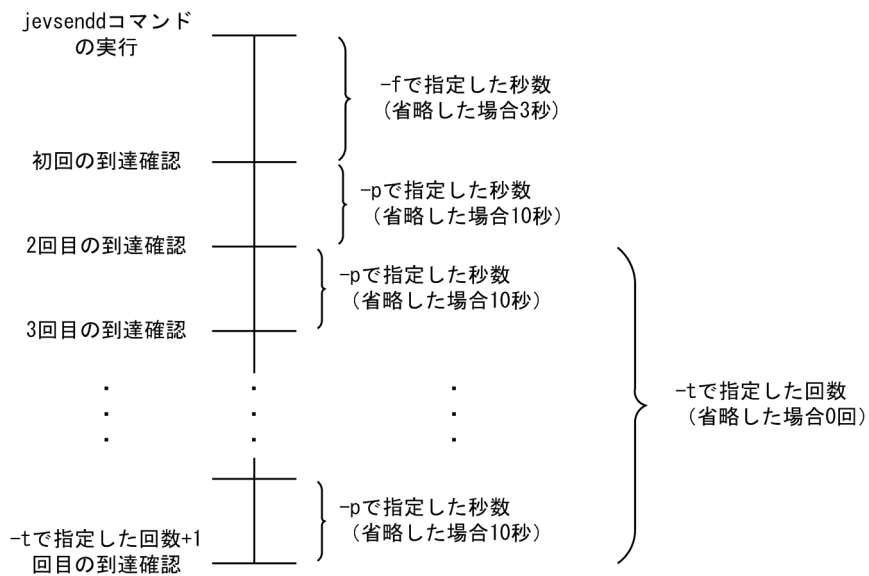 jevsenddコマンド
の実行
-fで指定した秒数
(省略した場合3秒)
初回の到達確認
-pで指定した秒数
(省略した場合10秒)
2回目の到達確認
-pで指定した秒数
(省略した場合10秒)
3回目の到達確認
-tで指定した回数
(省略した場合0回)
-pで指定した秒数
(省略した場合10秒)
-tで指定した回数+1
回目の到達確認